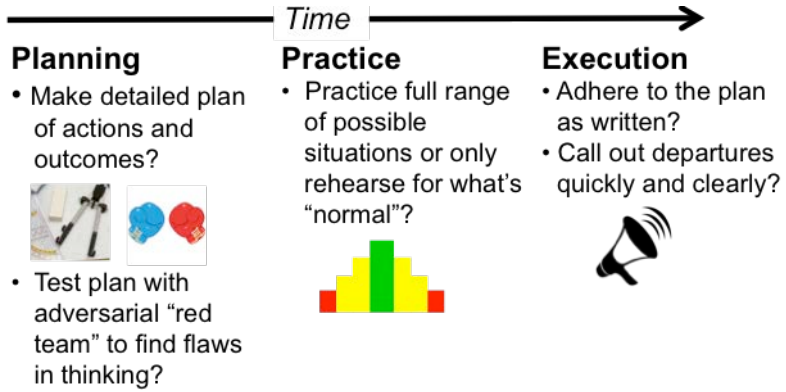 Time
Planning
• Make detailed plan
of actions and
outcomes?
• Test plan with
adversarial “red
team” to find flaws
in thinking?
Practice
• Practice full range
of possible
situations or only
rehearse for what’s
“normal”?
Execution
• Adhere to the plan
as written?
• Call out departures
quickly and clearly?